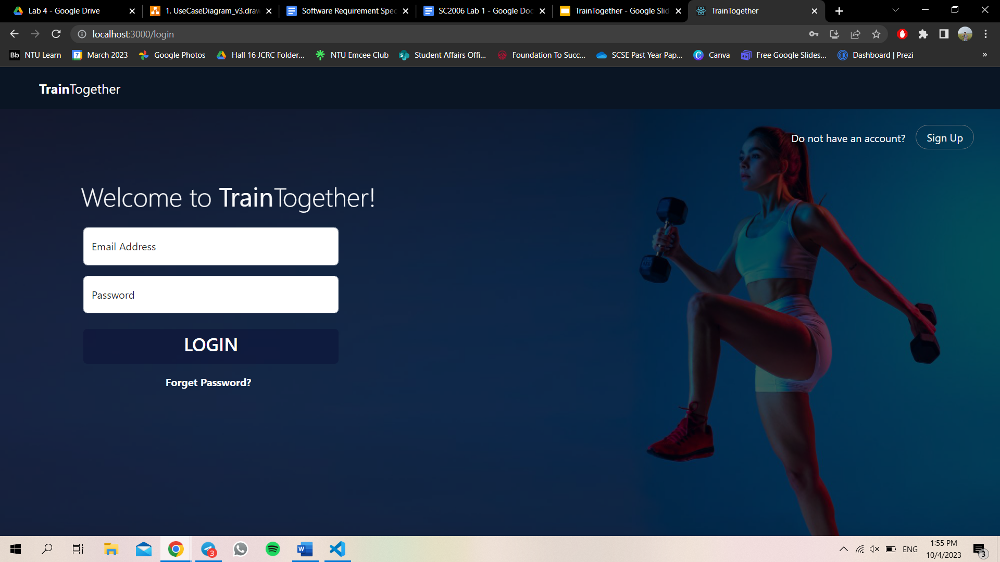 Lab 4 - Google Drive
1. UseCaseDiagram_v3.draw
Software Requirement Spec
SC2006 Lab 1 - Google Doc
TrainTogether - Google Slid
TrainTogether
localhost:3000/login
Bb NTU Learn
7 March 2023
Google Photos
Hall 16 JCRC Folder...
NTU Emcee Club
S Student Affairs Offi...
Foundation To Succ...
SCSE Past Year Pap...
C Canva
Free Google Slides...
Dashboard | Prezi
»
TrainTogether
Do not have an account?
Sign Up
Welcome to TrainTogether!
Email Address
Password
LOGIN
Forget Password?
3
W
ENG
1:55 PM
10/4/2023
3